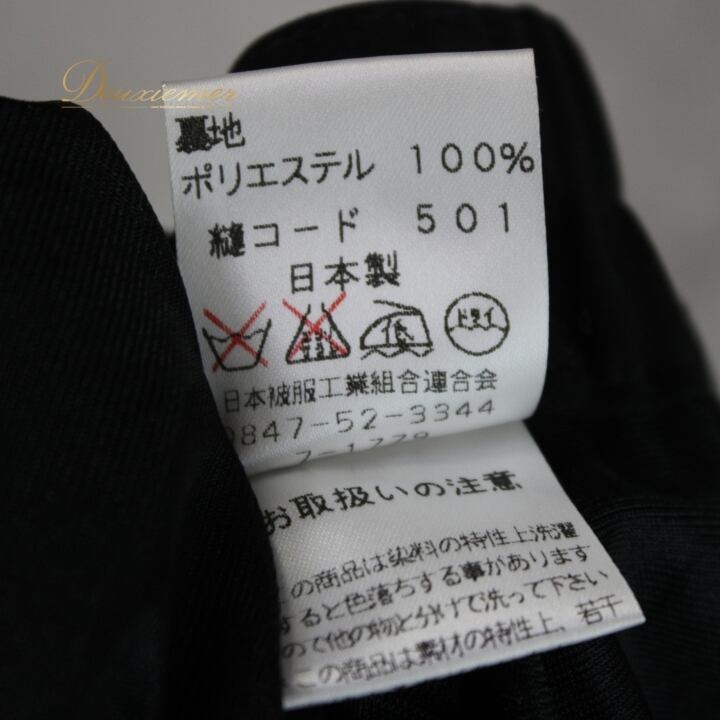 Douxiemer
裏地
ポリエステル 100%
縫コード 501
日本製
ドライ
日本被服工業組合連合会
0847-52-3344
お取扱いの注意
の商品は染料の特性上洗濯
すると色落ちする事があります
ので他の物と分けて洗って下さい
この商品は素材の特性上、若干